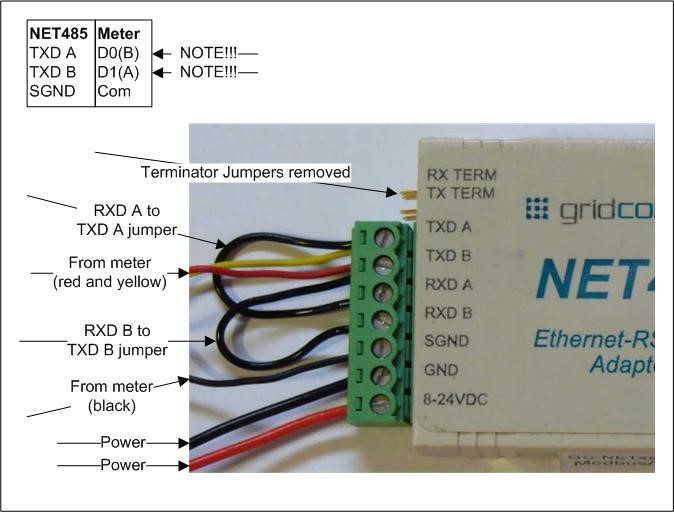 NET485 Meter
TXD A D0(B) NOTE!!!
TXD B D1(A) NOTE!!!
SGND Com
Terminator Jumpers removed
RXD A to
TXD A jumper
From meter
(red and yellow)
RXD B to
TXD B jumper
From meter
(black)
Power
Power
RX TERM
TX TERM
TXD A
TXD B
RXD A
RXD B
SGND
GND
8-24VDC
gridco
NET4
Ethernet-RS
Adapte
Modbus/